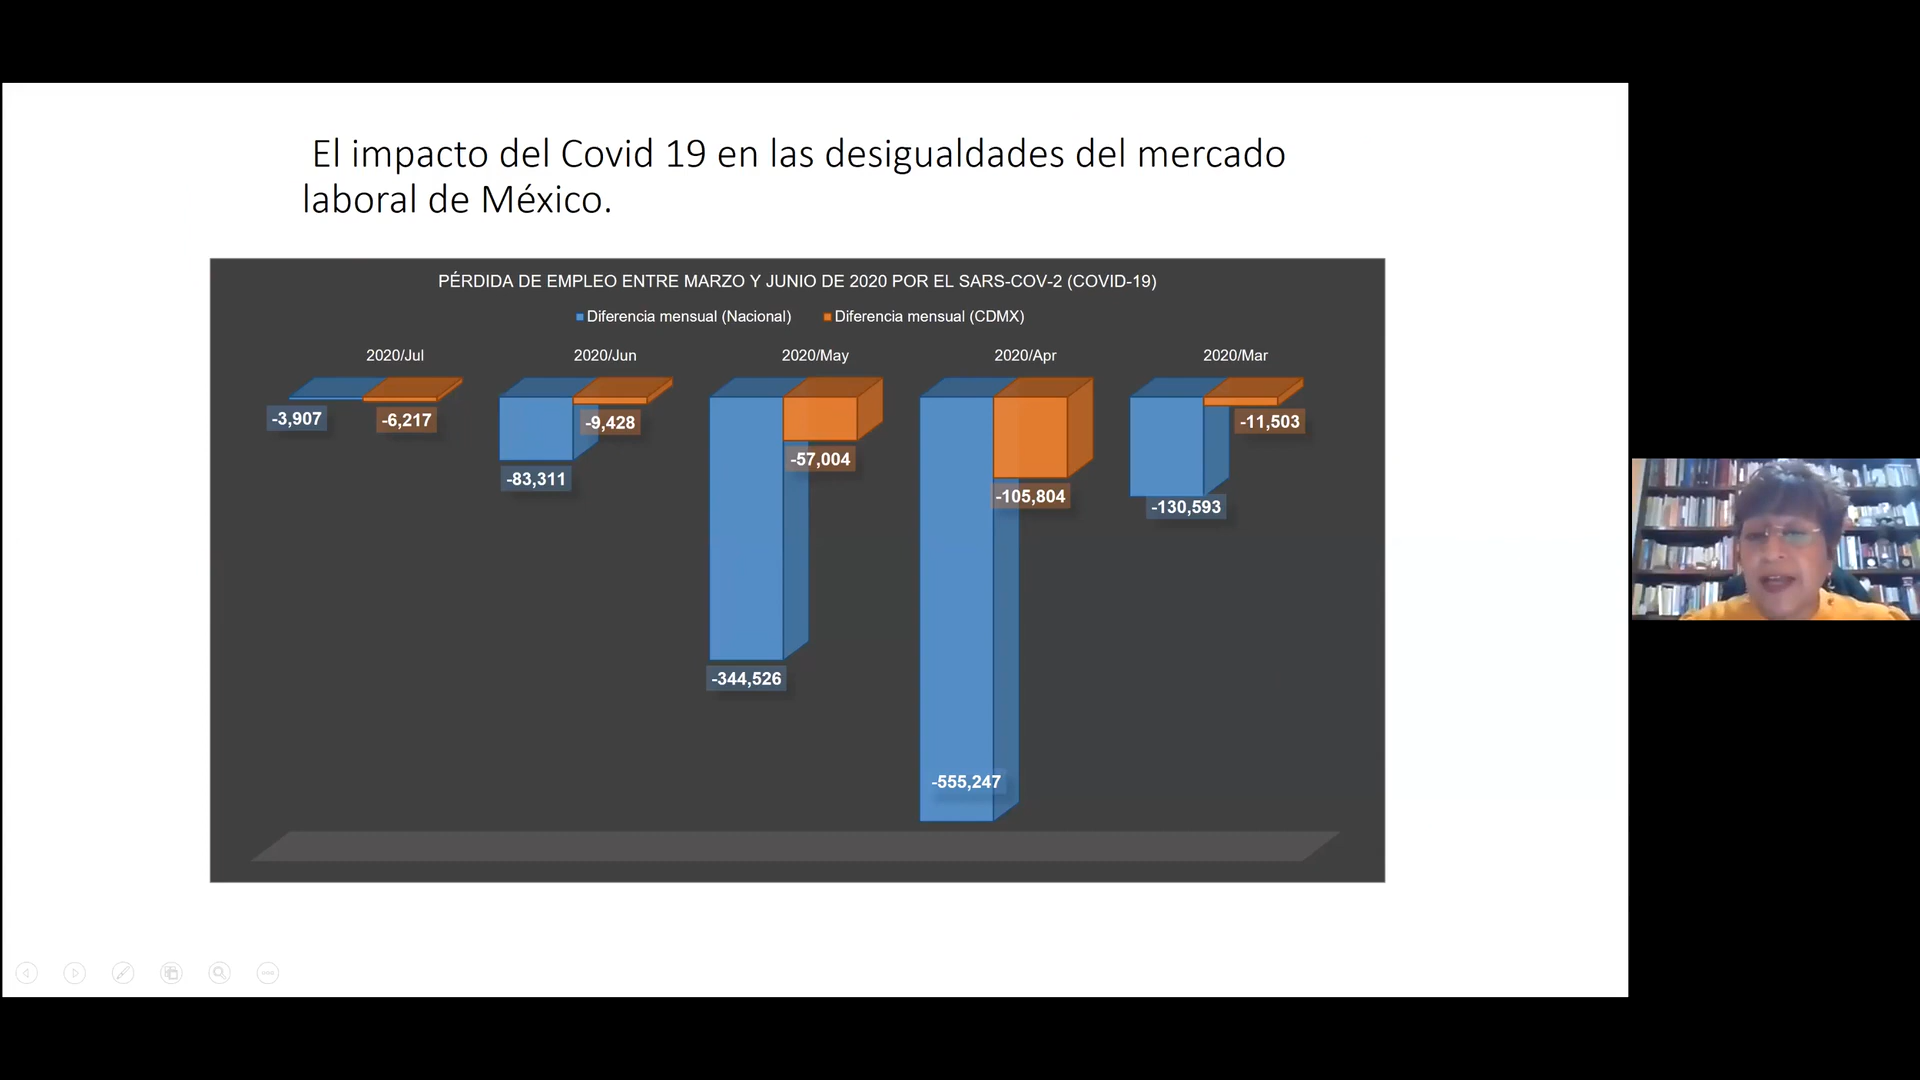 El impacto del Covid 19 en las desigualdades del mercado
laboral de México.
PÉRDIDA DE EMPLEO ENTRE MARZO Y JUNIO DE 2020 POR EL SARS-COV-2 (COVID-19)
Diferencia mensual (Nacional) Diferencia mensual (CDMX)
2020/Jul 2020/Jun 2020/May 2020/Apr 2020/Mar
-3,907 -6,217 -9,428 -11,503
-83,311 -57,004 -105,804 -130,593
-344,526
-555,247